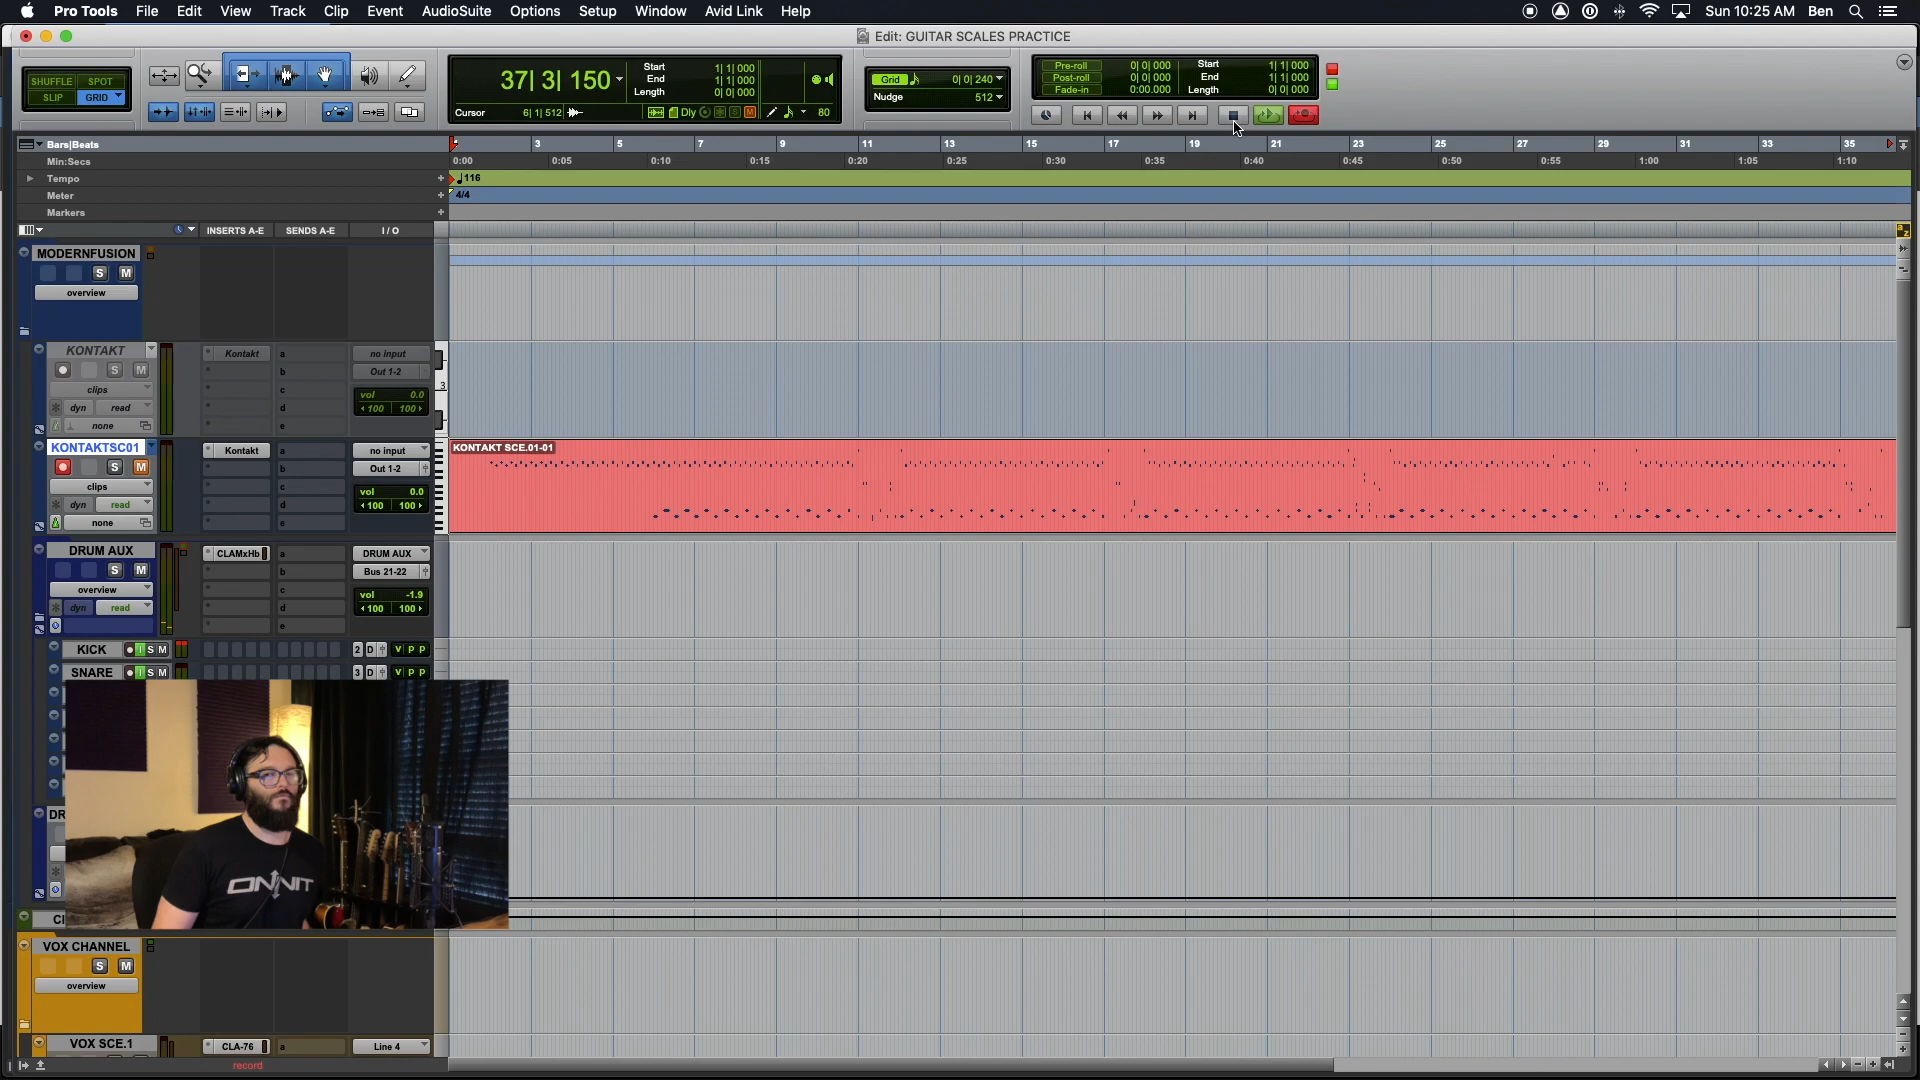 Pro Tools File Edit View Track Clip Event AudioSuite Options Setup Window Avid Link Help Sun 10:25 AM Ben
Edit: GUITAR SCALES PRACTICE
SHUFFLE SPOT
SLIP GRID
37| 3| 150
Start 1| 1| 000
End 1| 1| 000
Length 0| 0| 000
Cursor 6| 1| 512 Dly S M 80
Grid 0| 0| 240
Nudge 512
Pre-roll 0| 0| 000 Start 1| 1| 000
Post-roll 0| 0| 000 End 1| 1| 000
Fade-in 0:00.000 Length 0| 0| 000
Bars|Beats 3 5 7 9 11 13 15 17 19 21 23 25 27 29 31 33 35
Min:Secs 0:00 0:05 0:10 0:15 0:20 0:25 0:30 0:35 0:40 0:45 0:50 0:55 1:00 1:05 1:10
Tempo + 116
Meter + 4/4
Markers +
INSERTS A-E SENDS A-E I / O
a z
MODERNFUSION
S M
overview
KONTAKT Kontakt a no input
S M b Out 1-2
clips c vol 0.0
dyn read d 100 100
none e
3
KONTAKTSC01 Kontakt a no input
S M b Out 1-2
clips c vol 0.0
dyn read d 100 100
none e
KONTAKT SCE.01-01
DRUM AUX CLAMxHb a DRUM AUX
S M b Bus 21-22
overview c vol -1.9
dyn read d 100 100
e
KICK I S M 2 D V P P
SNARE I S M 3 D V P P
DR
ONNIT
Cl
VOX CHANNEL
S M
overview
VOX SCE.1 CLA-76 a Line 4
record